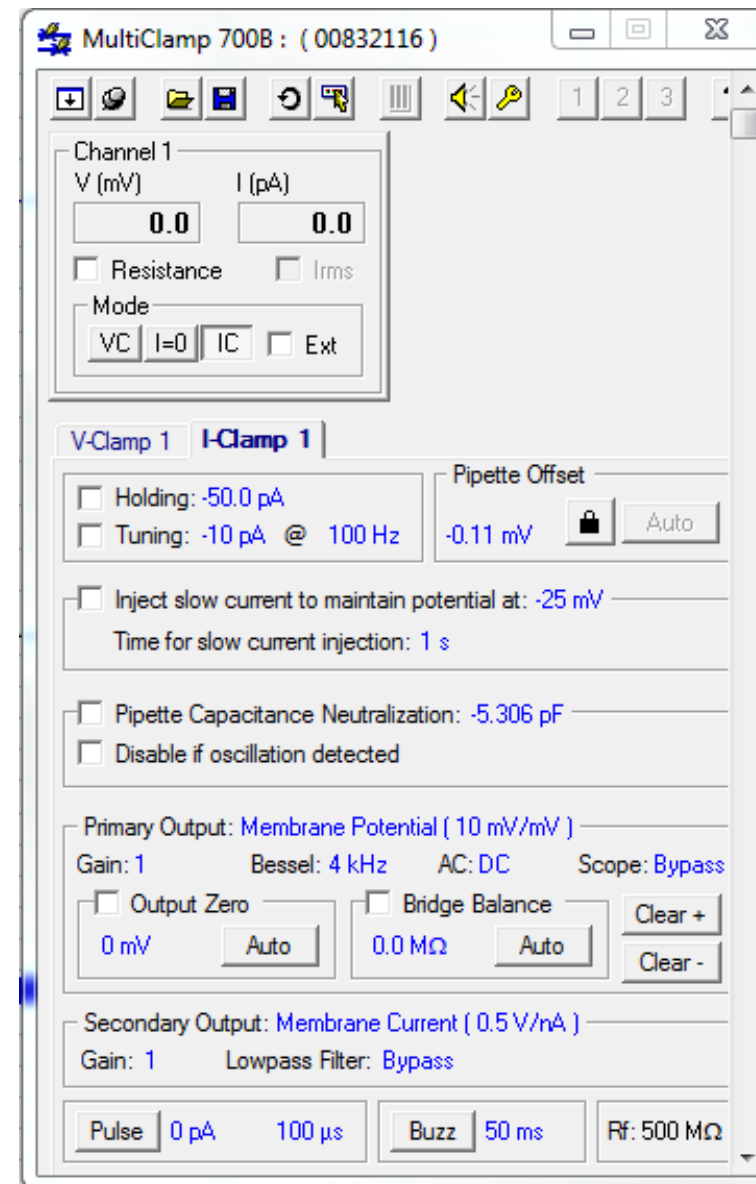 MultiClamp 700B : ( 00832116 )
1 2 3
Channel 1
V (mV) I (pA)
0.0 0.0
Resistance Irms
Mode
VC I=0 IC Ext
V-Clamp 1 I-Clamp 1
Holding: -50.0 pA
Tuning: -10 pA @ 100 Hz
Pipette Offset
-0.11 mV Auto
Inject slow current to maintain potential at: -25 mV
Time for slow current injection: 1 s
Pipette Capacitance Neutralization: -5.306 pF
Disable if oscillation detected
Primary Output: Membrane Potential ( 10 mV/mV )
Gain: 1 Bessel: 4 kHz AC: DC Scope: Bypass
Output Zero Bridge Balance Clear +
0 mV Auto 0.0 MΩ Auto Clear -
Secondary Output: Membrane Current ( 0.5 V/nA )
Gain: 1 Lowpass Filter: Bypass
Pulse 0 pA 100 µs Buzz 50 ms Rf: 500 MΩ